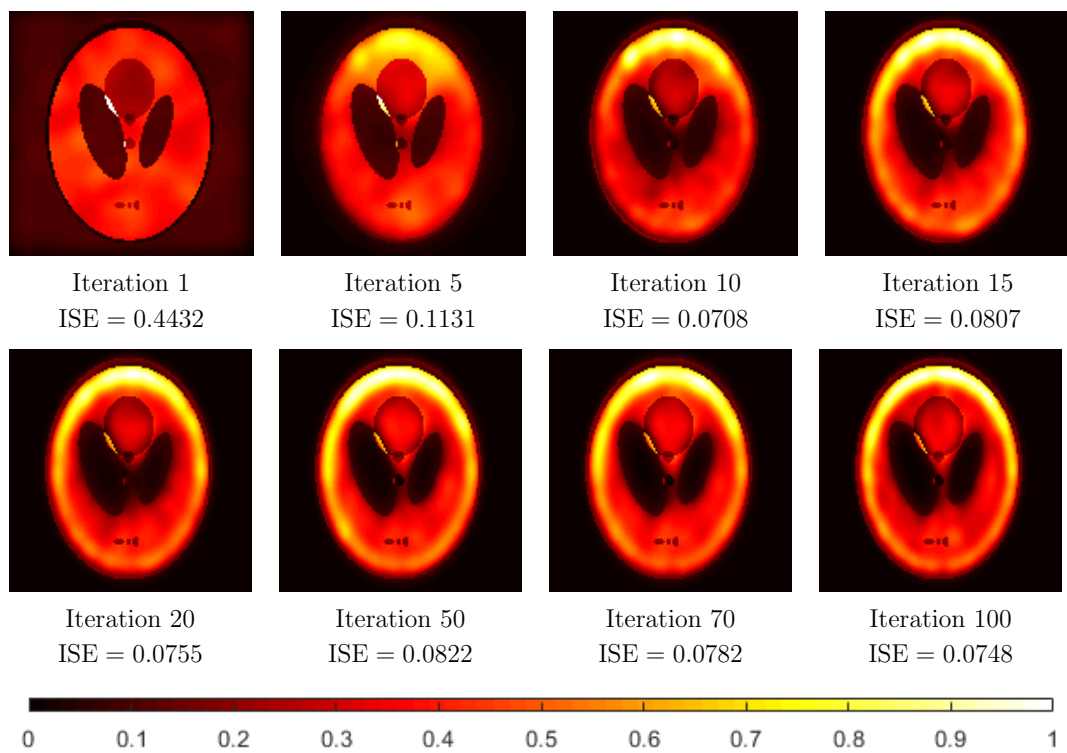 Iteration 1 Iteration 5 Iteration 10 Iteration 15
ISE = 0.4432 ISE = 0.1131 ISE = 0.0708 ISE = 0.0807
Iteration 20 Iteration 50 Iteration 70 Iteration 100
ISE = 0.0755 ISE = 0.0822 ISE = 0.0782 ISE = 0.0748
0 0.1 0.2 0.3 0.4 0.5 0.6 0.7 0.8 0.9 1